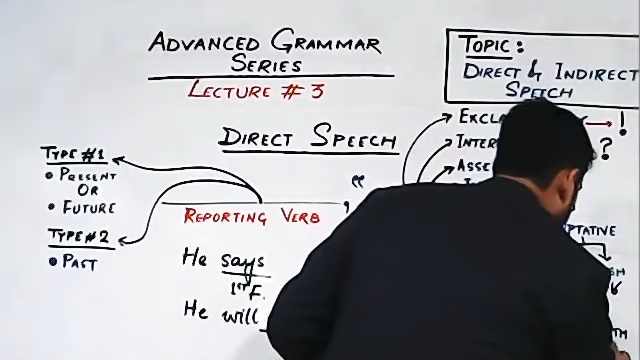 ADVANCED GRAMMAR
SERIES
LECTURE # 3
TOPIC:
DIRECT & INDIRECT
SPEECH
DIRECT SPEECH
TYPE #1
• PRESENT
OR
• FUTURE
TYPE #2
• PAST
REPORTING VERB , "
He says
1st F.
He will
!
?